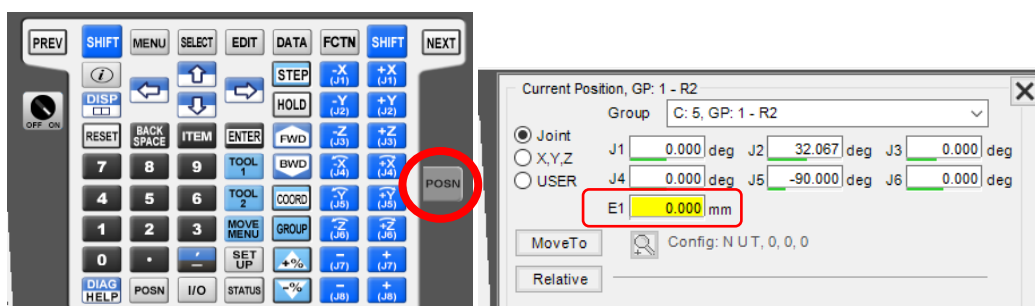 PREV SHIFT MENU SELECT EDIT DATA FCTN SHIFT NEXT
i STEP -X (J1) +X (J1)
DISP HOLD -Y (J2) +Y (J2)
OFF ON
RESET BACK SPACE ITEM ENTER FWD -Z (J3) +Z (J3)
7 8 9 TOOL 1 BWD -X (J4) +X (J4)
POSN
4 5 6 TOOL 2 COORD -Y (J5) +Y (J5)
1 2 3 MOVE MENU GROUP -Z (J6) +Z (J6)
0 . - SET UP +% - (J7) + (J7)
DIAG HELP POSN I/O STATUS -% - (J8) + (J8)
Current Position, GP: 1 - R2
X
Group C: 5, GP: 1 - R2
Joint J1 0.000 deg J2 32.067 deg J3 0.000 deg
X,Y,Z
USER J4 0.000 deg J5 -90.000 deg J6 0.000 deg
E1 0.000 mm
MoveTo Config: N U T, 0, 0, 0
Relative